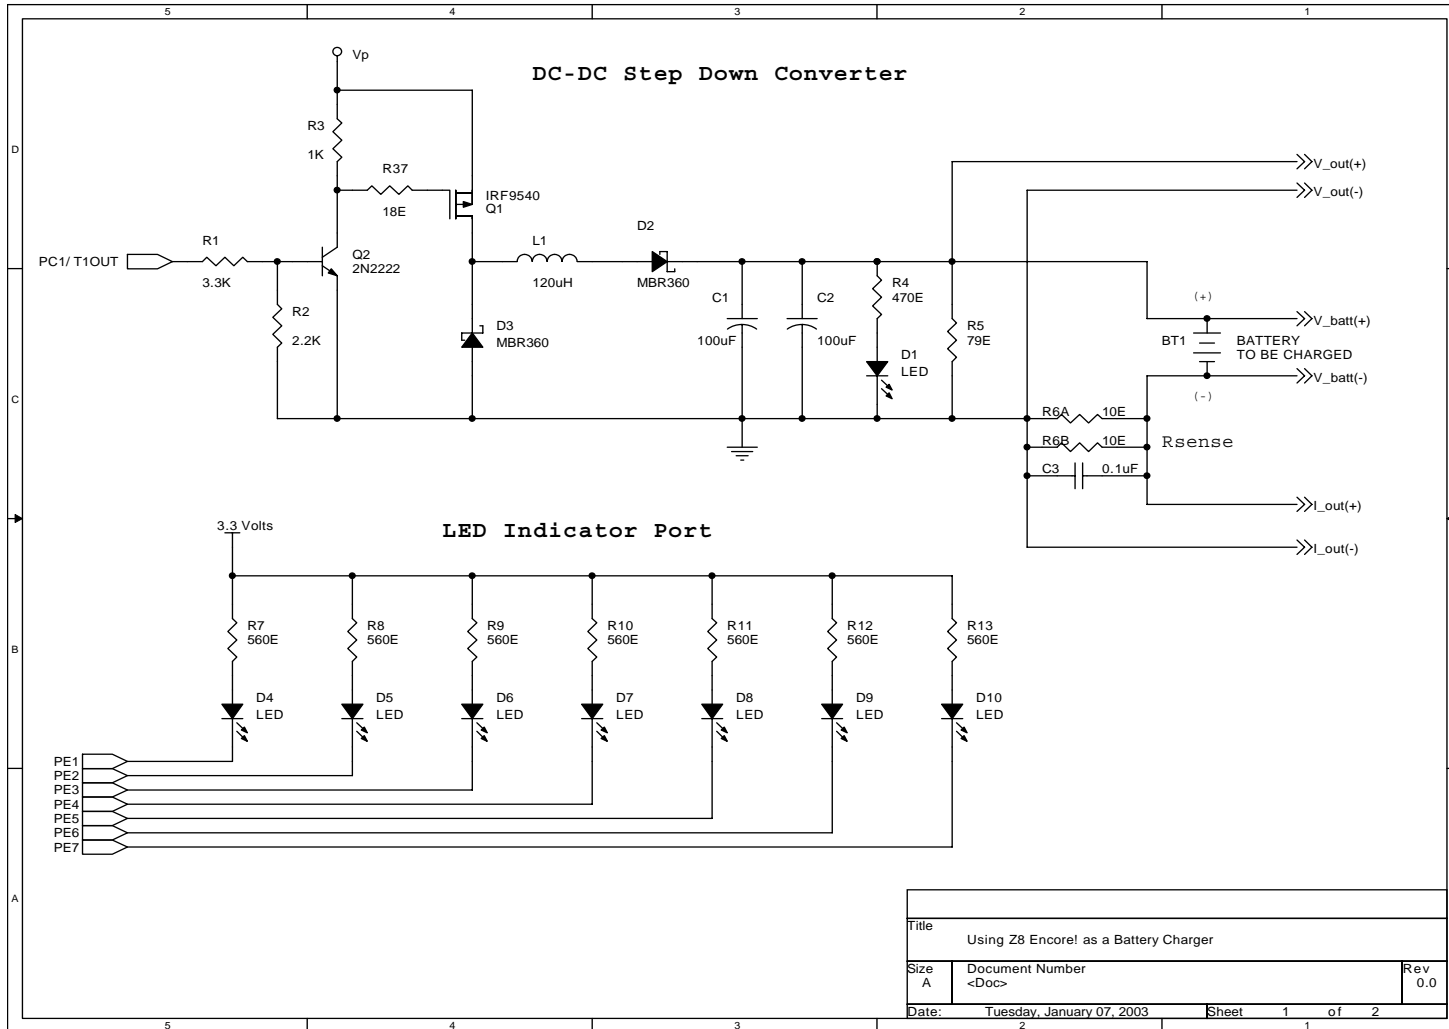 5 4 3 2 1
Vp
DC-DC Step Down Converter
R3
1K
D
R37
18E
IRF9540
Q1
V_out(+)
V_out(-)
PC1/ T1OUT
R1
3.3K
Q2
2N2222
L1
120uH
D2
MBR360
R2
2.2K
D3
MBR360
C1
100uF
C2
100uF
R4
470E
D1
LED
R5
79E
(+)
V_batt(+)
BT1
BATTERY
TO BE CHARGED
V_batt(-)
(-)
C
R6A 10E
R6B 10E
Rsense
C3 0.1uF
I_out(+)
I_out(-)
3.3 Volts
LED Indicator Port
B
R7
560E
R8
560E
R9
560E
R10
560E
R11
560E
R12
560E
R13
560E
D4
LED
D5
LED
D6
LED
D7
LED
D8
LED
D9
LED
D10
LED
PE1
PE2
PE3
PE4
PE5
PE6
PE7
A
Title
Using Z8 Encore! as a Battery Charger
Size
A
Document Number
<Doc>
Rev
0.0
Date: Tuesday, January 07, 2003 Sheet 1 of 2
5 4 3 2 1